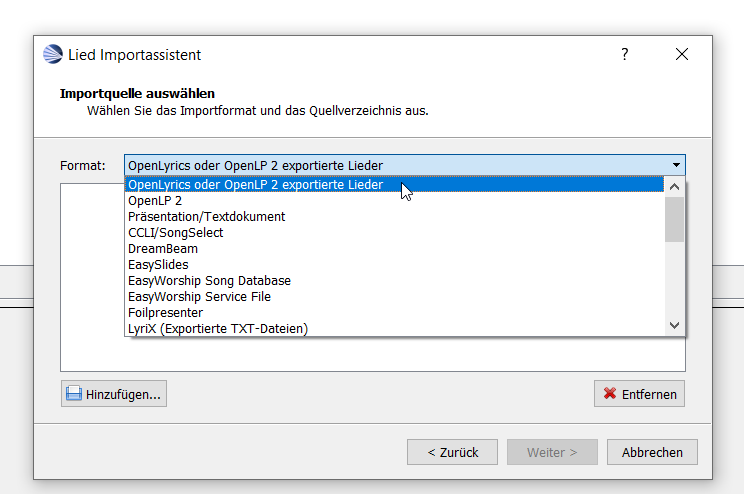 Lied Importassistent
?
Importquelle auswählen
Wählen Sie das Importformat und das Quellverzeichnis aus.
Format: OpenLyrics oder OpenLP 2 exportierte Lieder
OpenLyrics oder OpenLP 2 exportierte Lieder
OpenLP 2
Präsentation/Textdokument
CCLI/SongSelect
DreamBeam
EasySlides
EasyWorship Song Database
EasyWorship Service File
Foilpresenter
LyriX (Exportierte TXT-Dateien)
Hinzufügen... Entfernen
< Zurück Weiter > Abbrechen